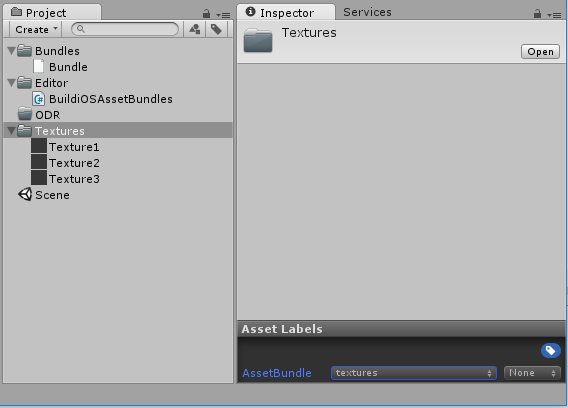 Project
Create
Bundles
Bundle
Editor
C#
BuildiOSAssetBundles
ODR
Textures
Texture1
Texture2
Texture3
Scene
Inspector
Services
Textures
Open
Asset Labels
AssetBundle
textures
None